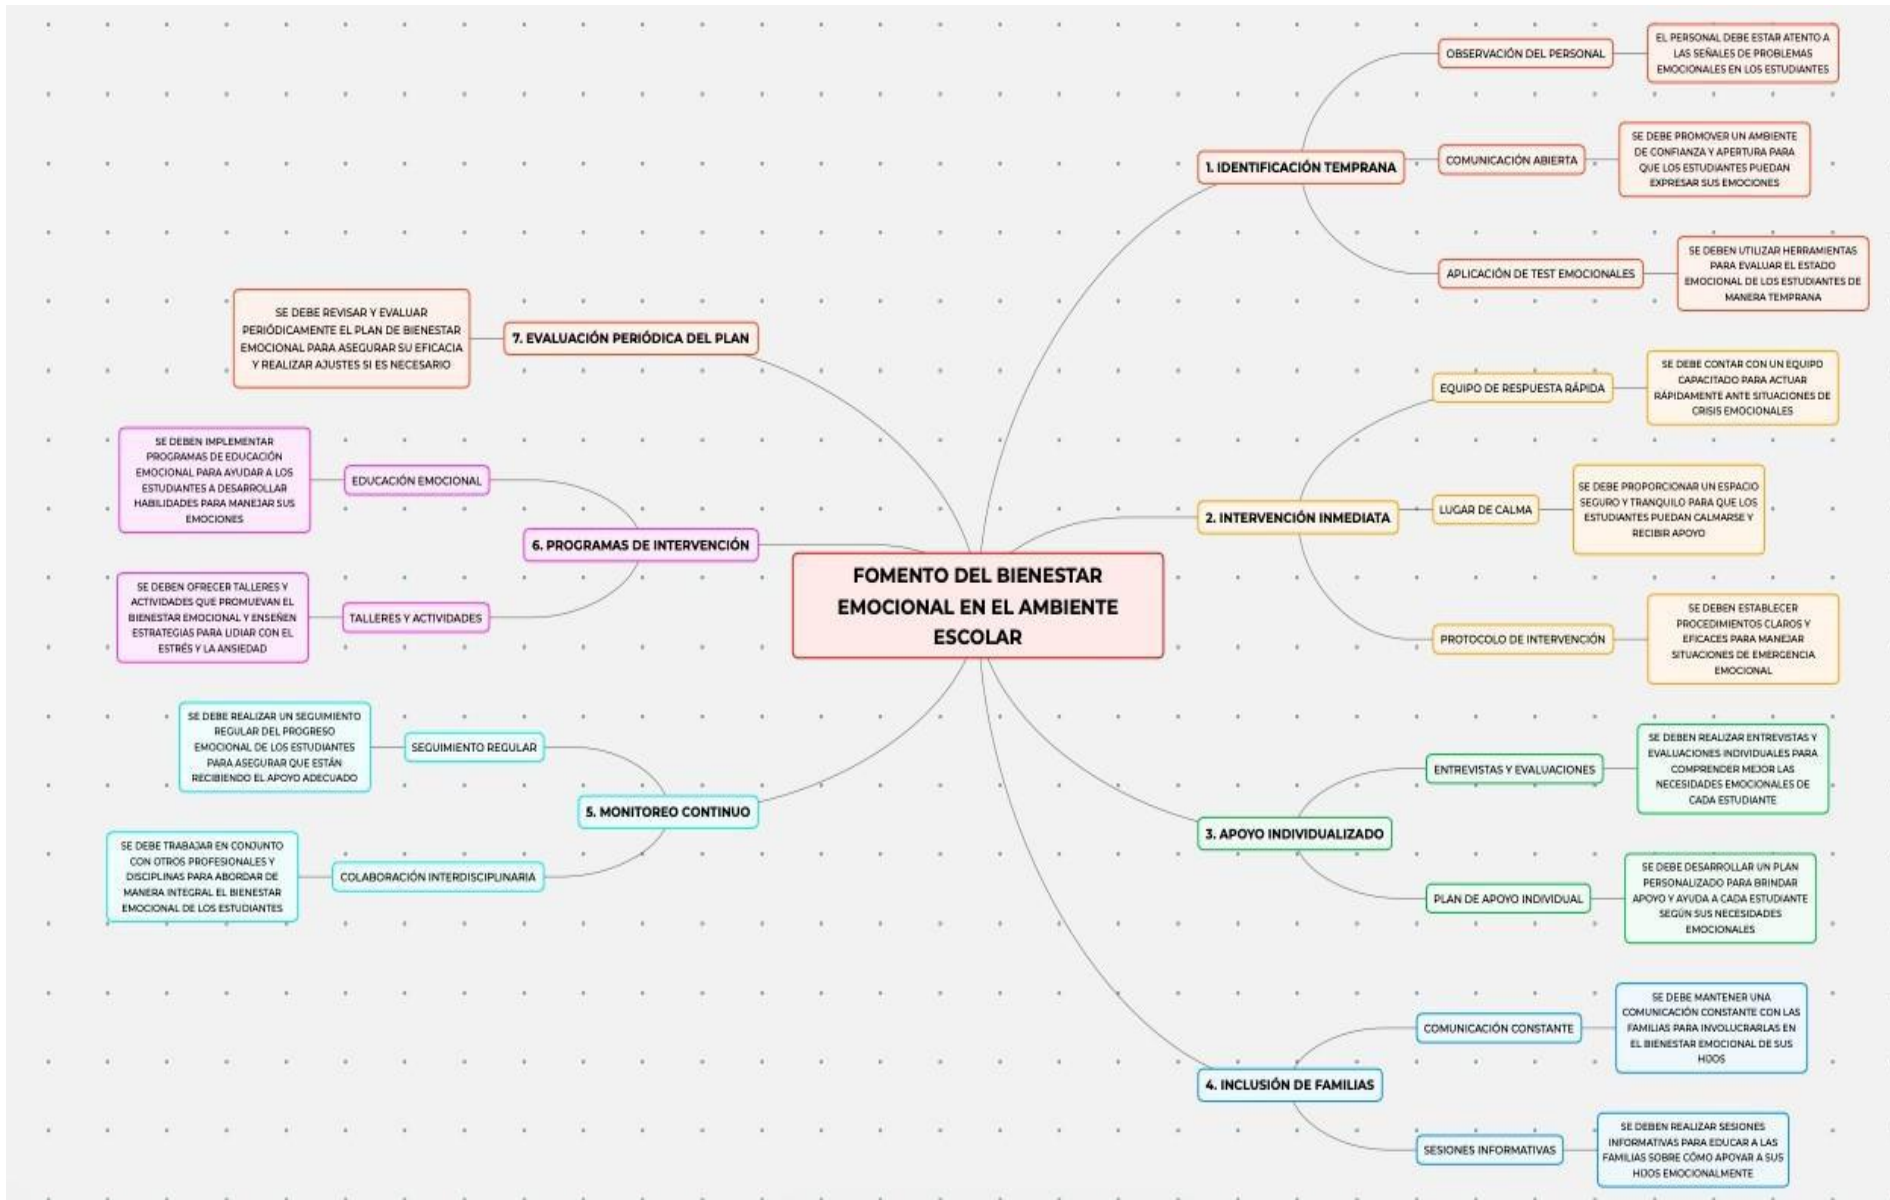 FOMENTO DEL BIENESTAR
EMOCIONAL EN EL AMBIENTE
ESCOLAR
1. IDENTIFICACIÓN TEMPRANA
OBSERVACIÓN DEL PERSONAL
EL PERSONAL DEBE ESTAR ATENTO A
LAS SEÑALES DE PROBLEMAS
EMOCIONALES EN LOS ESTUDIANTES
COMUNICACIÓN ABIERTA
SE DEBE PROMOVER UN AMBIENTE
DE CONFIANZA Y APERTURA PARA
QUE LOS ESTUDIANTES PUEDAN
EXPRESAR SUS EMOCIONES
APLICACIÓN DE TEST EMOCIONALES
SE DEBEN UTILIZAR HERRAMIENTAS
PARA EVALUAR EL ESTADO
EMOCIONAL DE LOS ESTUDIANTES DE
MANERA TEMPRANA
2. INTERVENCIÓN INMEDIATA
EQUIPO DE RESPUESTA RÁPIDA
SE DEBE CONTAR CON UN EQUIPO
CAPACITADO PARA ACTUAR
RÁPIDAMENTE ANTE SITUACIONES DE
CRISIS EMOCIONALES
LUGAR DE CALMA
SE DEBE PROPORCIONAR UN ESPACIO
SEGURO Y TRANQUILO PARA QUE LOS
ESTUDIANTES PUEDAN CALMARSE Y
RECIBIR APOYO
PROTOCOLO DE INTERVENCIÓN
SE DEBEN ESTABLECER
PROCEDIMIENTOS CLAROS Y
EFICACES PARA MANEJAR
SITUACIONES DE EMERGENCIA
EMOCIONAL
3. APOYO INDIVIDUALIZADO
ENTREVISTAS Y EVALUACIONES
SE DEBEN REALIZAR ENTREVISTAS Y
EVALUACIONES INDIVIDUALES PARA
COMPRENDER MEJOR LAS
NECESIDADES EMOCIONALES DE
CADA ESTUDIANTE
PLAN DE APOYO INDIVIDUAL
SE DEBE DESARROLLAR UN PLAN
PERSONALIZADO PARA BRINDAR
APOYO Y AYUDA A CADA ESTUDIANTE
SEGÚN SUS NECESIDADES
EMOCIONALES
4. INCLUSIÓN DE FAMILIAS
COMUNICACIÓN CONSTANTE
SE DEBE MANTENER UNA
COMUNICACIÓN CONSTANTE CON LAS
FAMILIAS PARA INVOLUCRARLAS EN
EL BIENESTAR EMOCIONAL DE SUS
HIJOS
SESIONES INFORMATIVAS
SE DEBEN REALIZAR SESIONES
INFORMATIVAS PARA EDUCAR A LAS
FAMILIAS SOBRE CÓMO APOYAR A SUS
HIJOS EMOCIONALMENTE
5. MONITOREO CONTINUO
SEGUIMIENTO REGULAR
SE DEBE REALIZAR UN SEGUIMIENTO
REGULAR DEL PROGRESO
EMOCIONAL DE LOS ESTUDIANTES
PARA ASEGURAR QUE ESTÁN
RECIBIENDO EL APOYO ADECUADO
COLABORACIÓN INTERDISCIPLINARIA
SE DEBE TRABAJAR EN CONJUNTO
CON OTROS PROFESIONALES Y
DISCIPLINAS PARA ABORDAR DE
MANERA INTEGRAL EL BIENESTAR
EMOCIONAL DE LOS ESTUDIANTES
6. PROGRAMAS DE INTERVENCIÓN
EDUCACIÓN EMOCIONAL
SE DEBEN IMPLEMENTAR
PROGRAMAS DE EDUCACIÓN
EMOCIONAL PARA AYUDAR A LOS
ESTUDIANTES A DESARROLLAR
HABILIDADES PARA MANEJAR SUS
EMOCIONES
TALLERES Y ACTIVIDADES
SE DEBEN OFRECER TALLERES Y
ACTIVIDADES QUE PROMUEVAN EL
BIENESTAR EMOCIONAL Y ENSEÑEN
ESTRATEGIAS PARA LIDIAR CON EL
ESTRÉS Y LA ANSIEDAD
7. EVALUACIÓN PERIÓDICA DEL PLAN
SE DEBE REVISAR Y EVALUAR
PERIÓDICAMENTE EL PLAN DE BIENESTAR
EMOCIONAL PARA ASEGURAR SU EFICACIA
Y REALIZAR AJUSTES SI ES NECESARIO